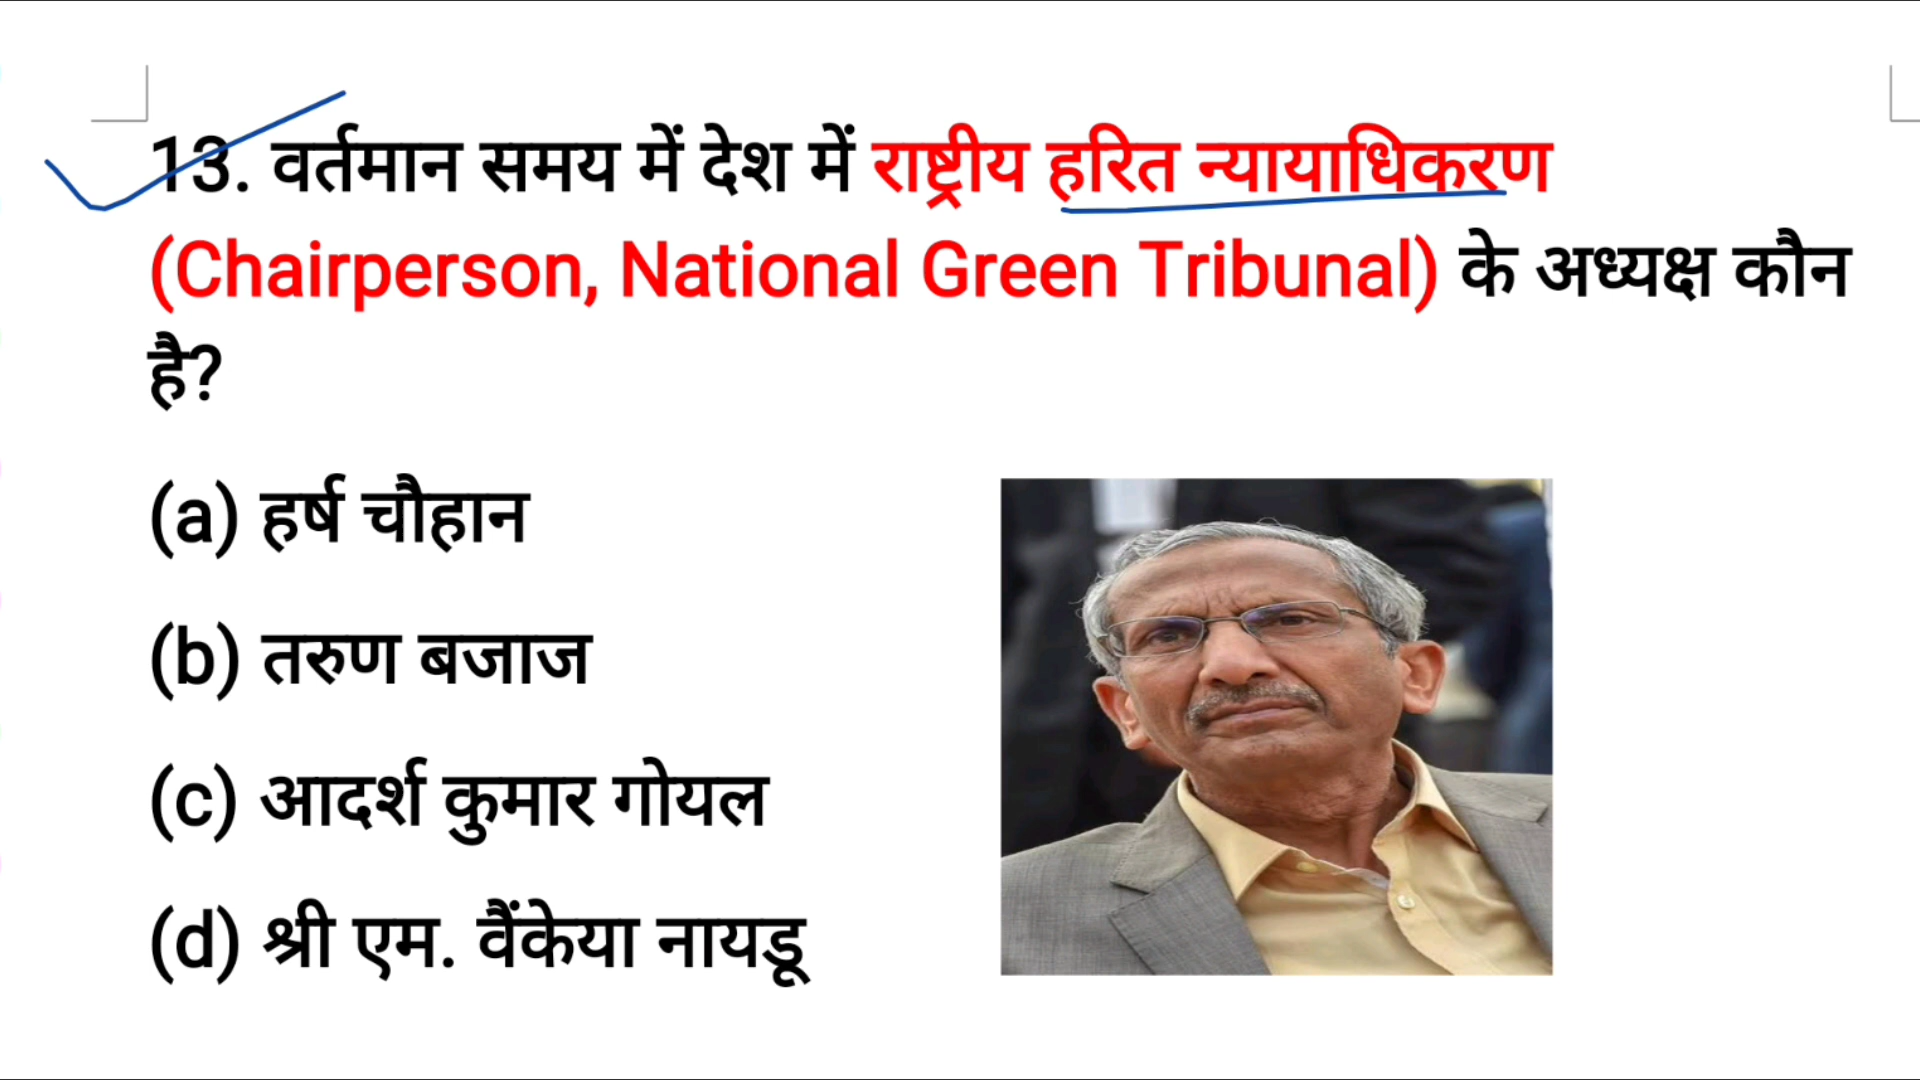 13. वर्तमान समय में देश में राष्ट्रीय हरित न्यायाधिकरण
(Chairperson, National Green Tribunal) के अध्यक्ष कौन
है?
(a) हर्ष चौहान
(b) तरुण बजाज
(c) आदर्श कुमार गोयल
(d) श्री एम. वैंकेया नायडू